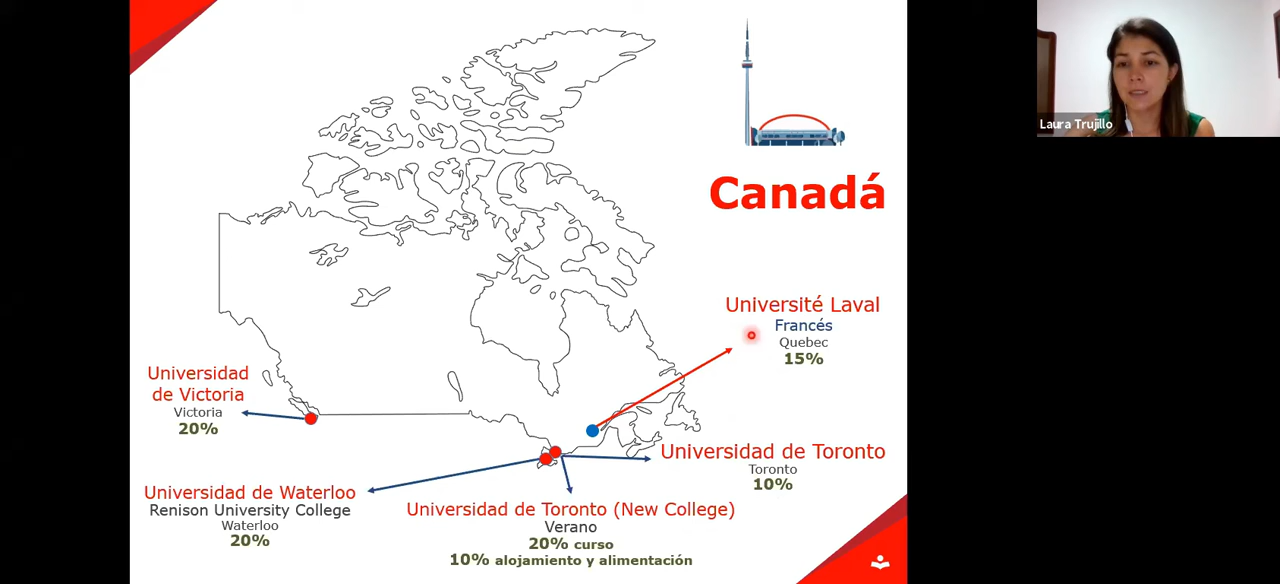 Laura Trujillo
Canadá
Université Laval
Francés
Quebec
15%
Universidad
de Victoria
Victoria
20%
Universidad de Toronto
Toronto
10%
Universidad de Waterloo
Renison University College
Waterloo
20%
Universidad de Toronto (New College)
Verano
20% curso
10% alojamiento y alimentación